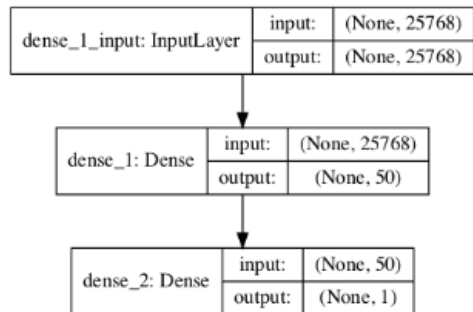 dense_1_input: InputLayer
input: (None, 25768)
output: (None, 25768)
dense_1: Dense
input: (None, 25768)
output: (None, 50)
dense_2: Dense
input: (None, 50)
output: (None, 1)